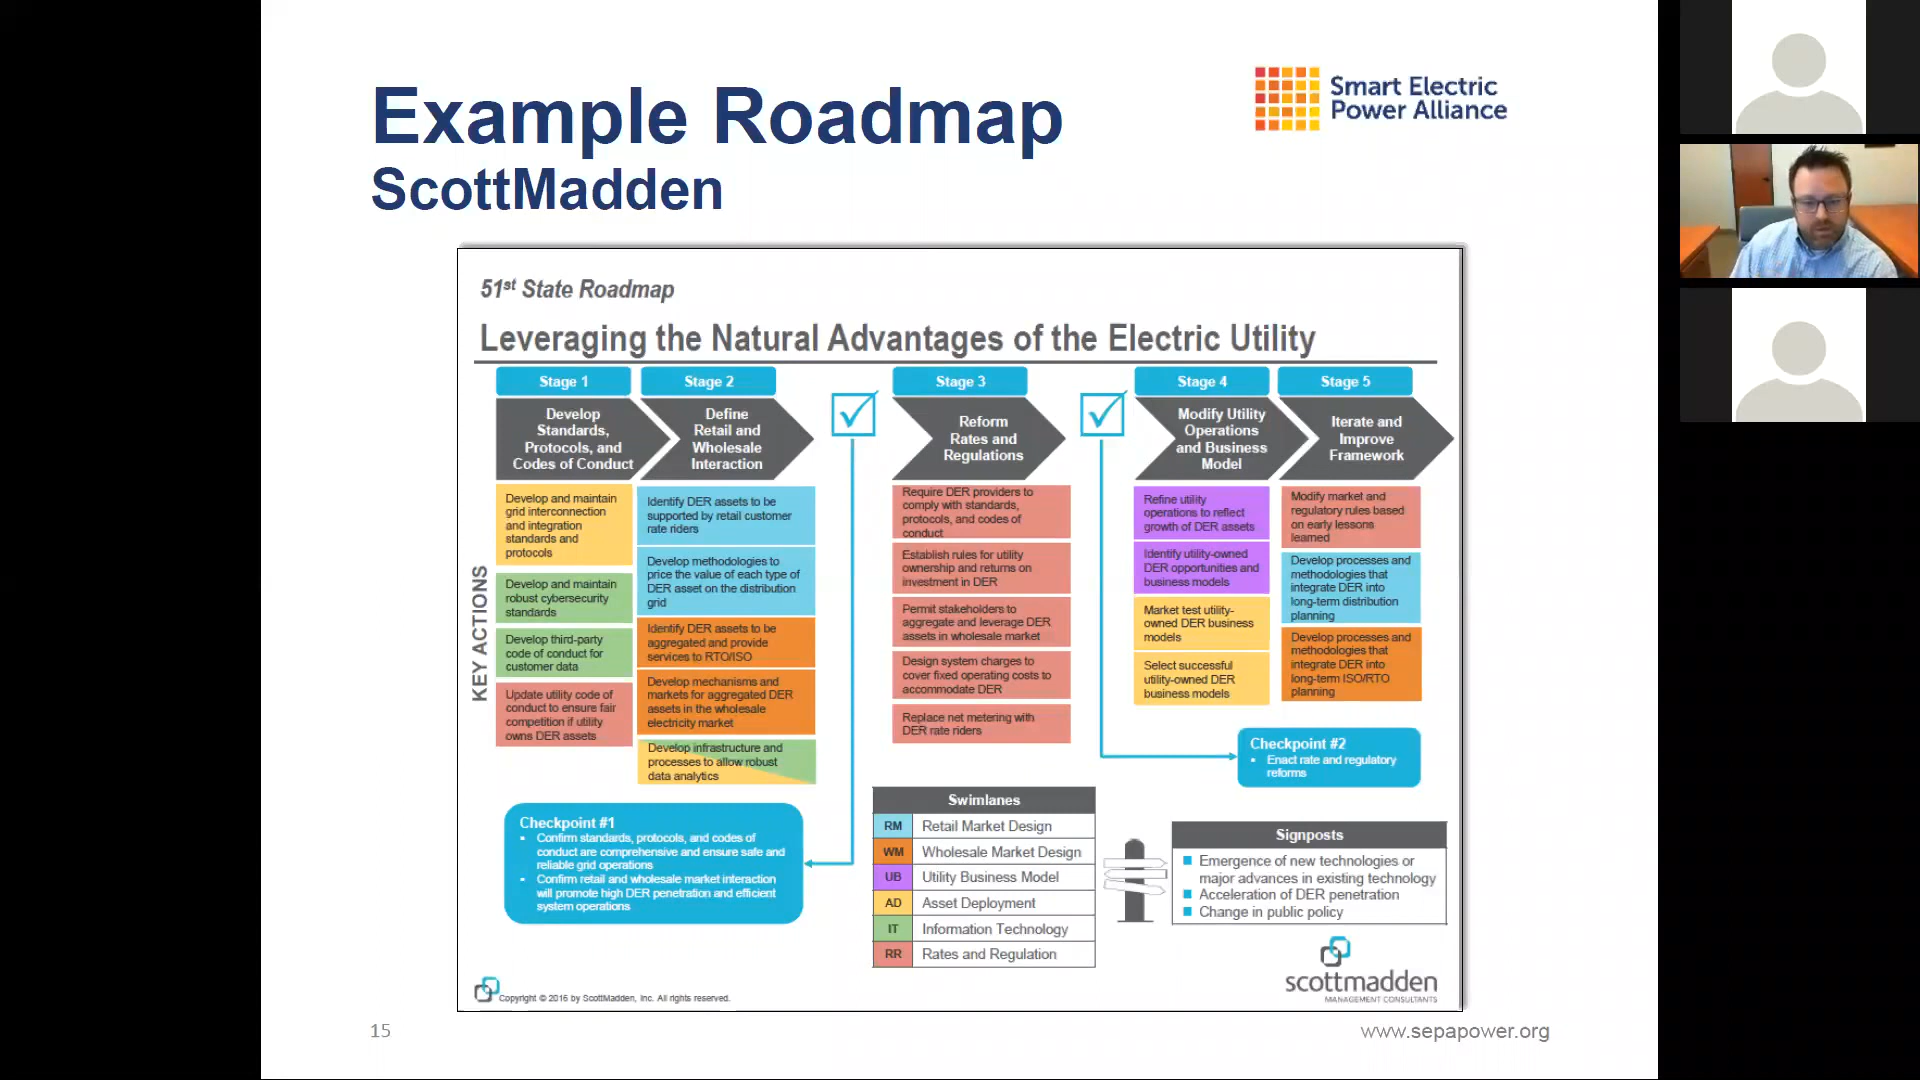 Example Roadmap
ScottMadden
Smart Electric
Power Alliance
51st State Roadmap
Leveraging the Natural Advantages of the Electric Utility
Stage 1
Stage 2
Stage 3
Stage 4
Stage 5
Develop
Standards,
Protocols, and
Codes of Conduct
Define
Retail and
Wholesale
Interaction
Reform
Rates and
Regulations
Modify Utility
Operations
and Business
Model
Iterate and
Improve
Framework
KEY ACTIONS
Develop and maintain
grid interconnection
and integration
standards and
protocols
Develop and maintain
robust cybersecurity
standards
Develop third-party
code of conduct for
customer data
Update utility code of
conduct to ensure fair
competition if utility
owns DER assets
Identify DER assets to be
supported by retail customer
rate riders
Develop methodologies to
price the value of each type of
DER asset on the distribution
grid
Identify DER assets to be
aggregated and provide
services to RTO/ISO
Develop mechanisms and
markets for aggregated DER
assets in the wholesale
electricity market
Develop infrastructure and
processes to allow robust
data analytics
Require DER providers to
comply with standards,
protocols, and codes of
conduct
Establish rules for utility
ownership and returns on
investment in DER
Permit stakeholders to
aggregate and leverage DER
assets in wholesale market
Design system charges to
cover fixed operating costs to
accommodate DER
Replace net metering with
DER rate riders
Refine utility
operations to reflect
growth of DER assets
Identify utility-owned
DER opportunities and
business models
Market test utility-
owned DER business
models
Select successful
utility-owned DER
business models
Modify market and
regulatory rules based
on early lessons
learned
Develop processes and
methodologies that
integrate DER into
long-term distribution
planning
Develop processes and
methodologies that
integrate DER into
long-term ISO/RTO
planning
Checkpoint #2
▪ Enact rate and regulatory
reforms
Checkpoint #1
▪ Confirm standards, protocols, and codes of
conduct are comprehensive and ensure safe and
reliable grid operations
▪ Confirm retail and wholesale market interaction
will promote high DER penetration and efficient
system operations
Swimlanes
RM Retail Market Design
WM Wholesale Market Design
UB Utility Business Model
AD Asset Deployment
IT Information Technology
RR Rates and Regulation
Signposts
■ Emergence of new technologies or
major advances in existing technology
■ Acceleration of DER penetration
■ Change in public policy
scottmadden
MANAGEMENT CONSULTANTS
Copyright © 2016 by ScottMadden, Inc. All rights reserved.
15
www.sepapower.org